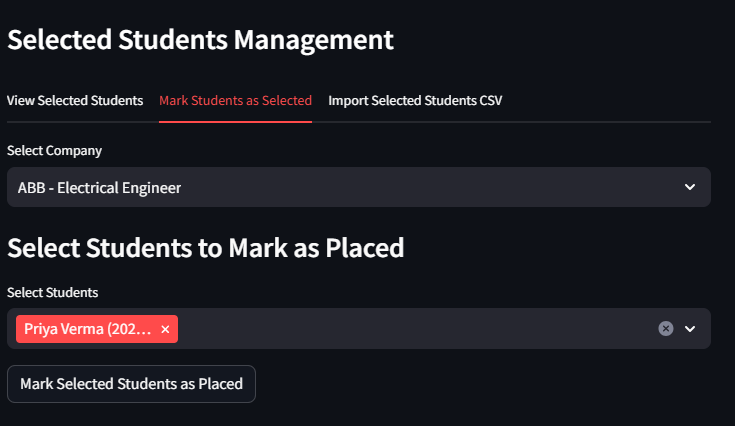 Selected Students Management
View Selected Students Mark Students as Selected Import Selected Students CSV
Select Company
ABB - Electrical Engineer
Select Students to Mark as Placed
Select Students
Priya Verma (202...
Mark Selected Students as Placed